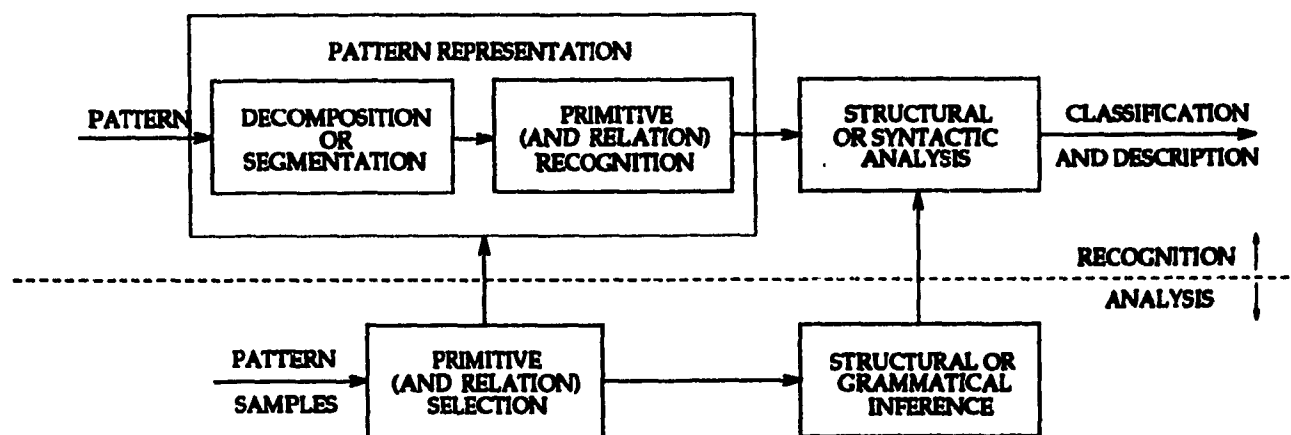 PATTERN REPRESENTATION
PATTERN
DECOMPOSITION
OR
SEGMENTATION
PRIMITIVE
(AND RELATION)
RECOGNITION
STRUCTURAL
OR SYNTACTIC
ANALYSIS
CLASSIFICATION
AND DESCRIPTION
RECOGNITION
ANALYSIS
PATTERN
SAMPLES
PRIMITIVE
(AND RELATION)
SELECTION
STRUCTURAL OR
GRAMMATICAL
INFERENCE